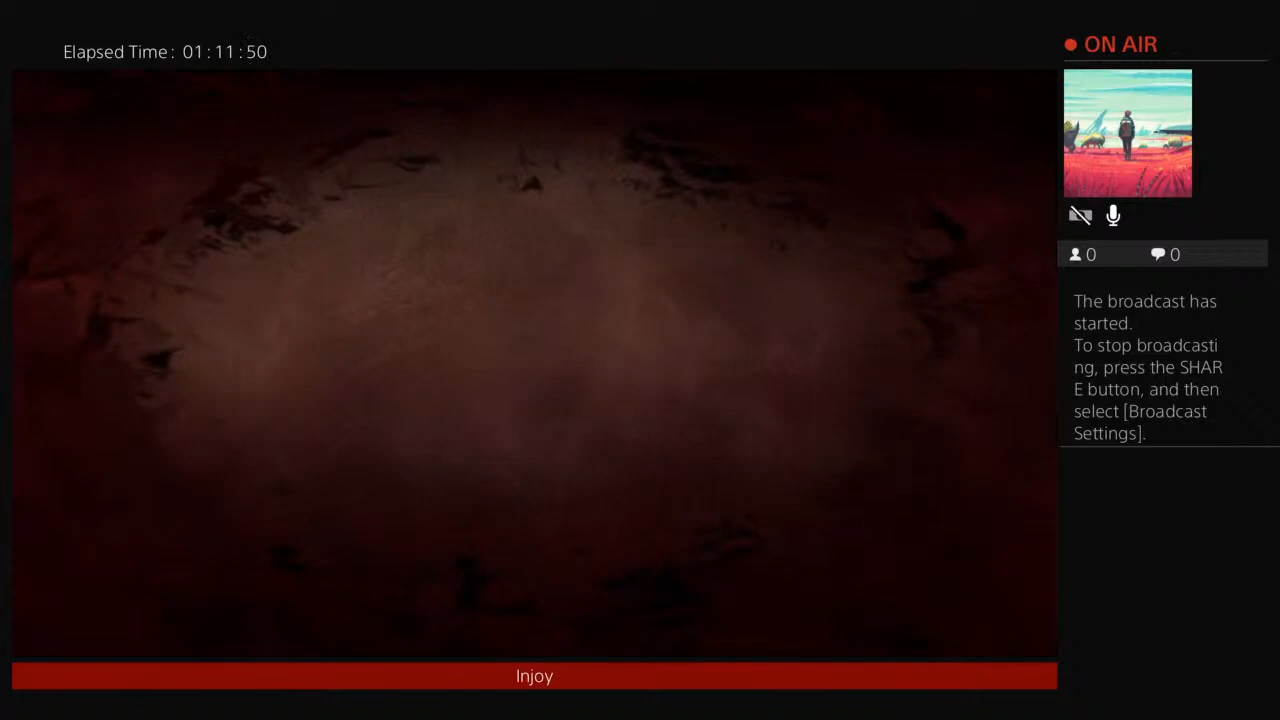 Elapsed Time: 01:11:50
ON AIR
0
0
The broadcast has
started.
To stop broadcasti
ng, press the SHAR
E button, and then
select [Broadcast
Settings].
Injoy